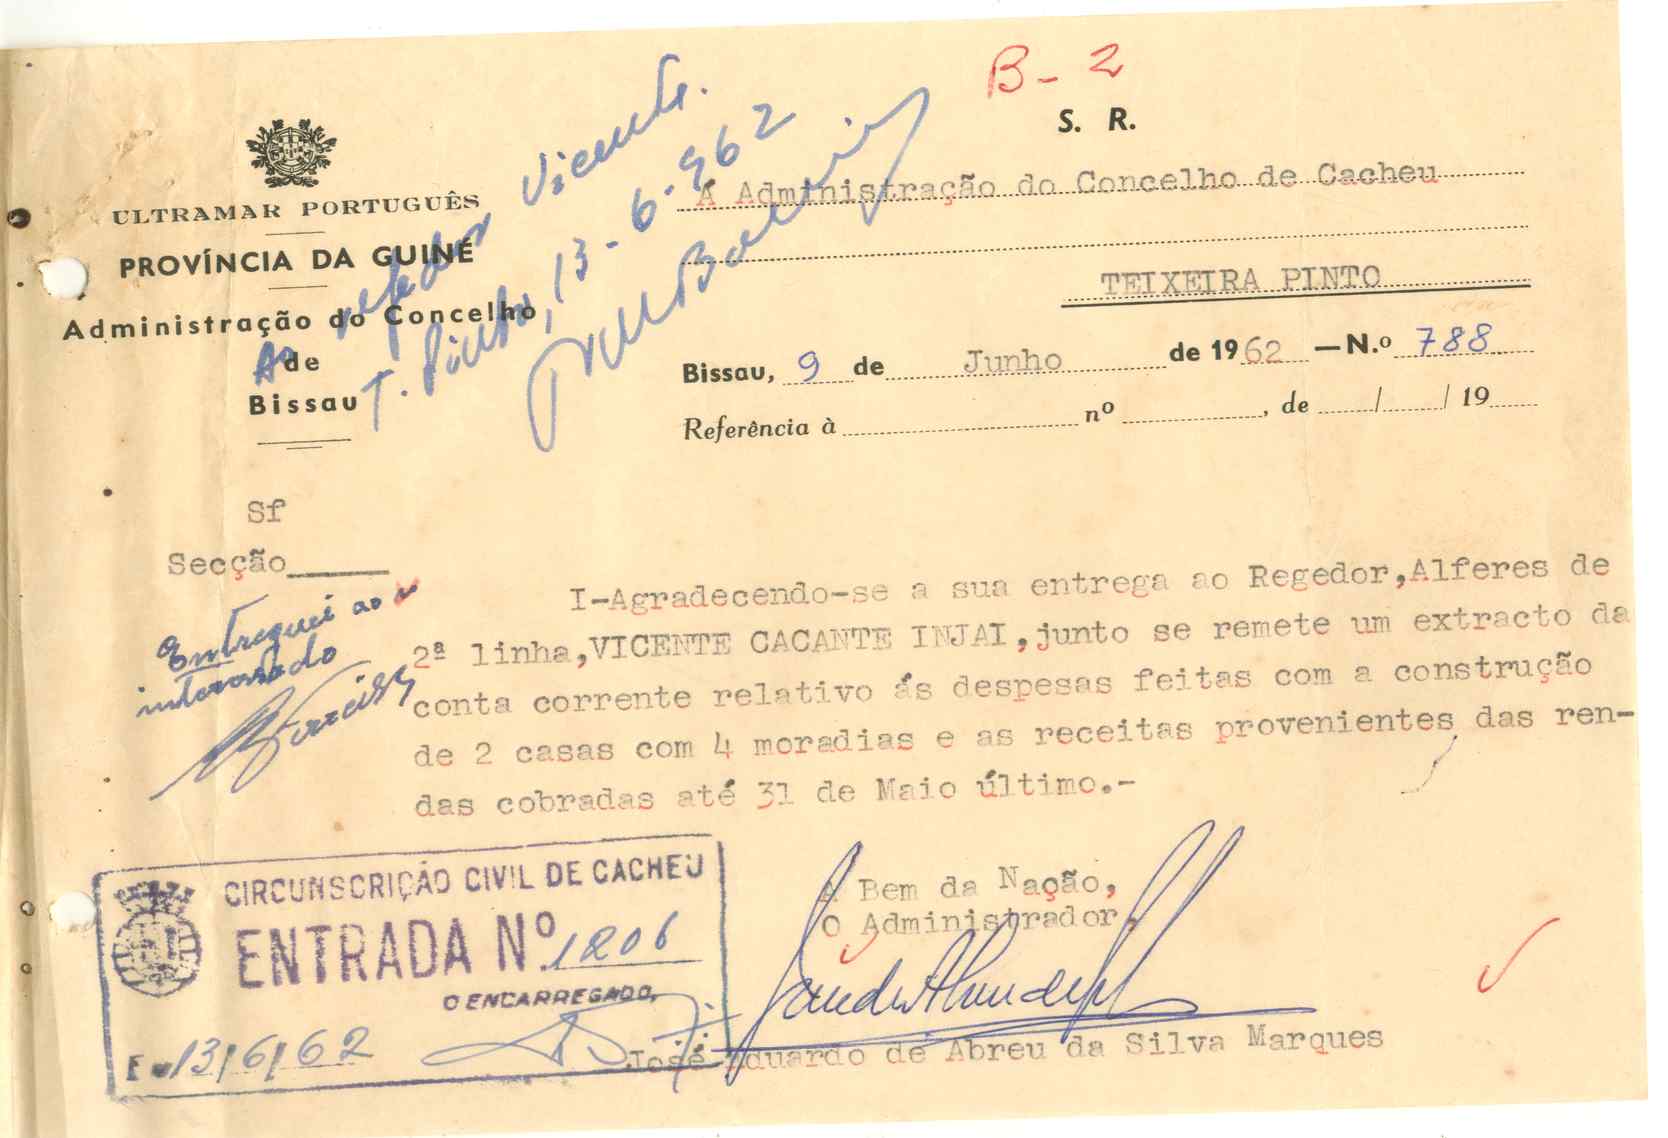 B-2
S. R.
ULTRAMAR PORTUGUÊS
PROVÍNCIA DA GUINÉ
Administração do Concelho
de
Bissau
Ao regedor Vicente.
T. Pinto, 13-6-962
Á Administração do Concelho de Cacheu
TEIXEIRA PINTO
Bissau, 9 de Junho de 1962 — N.º 788
Referência à nº , de / / 19
Sf
Secção
Entreguei ao
interessado
I-Agradecendo-se a sua entrega ao Regedor,Alferes de
2ª linha,VICENTE CACANTE INJAI,junto se remete um extracto da
conta corrente relativo ás despesas feitas com a construção
de 2 casas com 4 moradias e as receitas provenientes das ren-
das cobradas até 31 de Maio último.-
A Bem da Nação,
O Administrador,
José Eduardo de Abreu da Silva Marques
CIRCUNSCRIÇÃO CIVIL DE CACHEU
ENTRADA Nº 1206
O ENCARREGADO,
Em 13/6/62